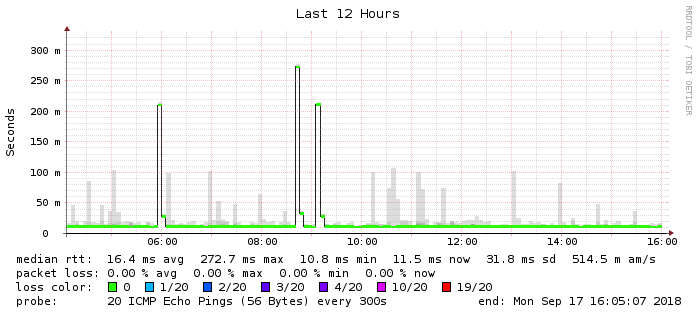 Last 12 Hours
RRDTOOL / TOBI OETIKER
Seconds
300 m
250 m
200 m
150 m
100 m
50 m
0
06:00 08:00 10:00 12:00 14:00 16:00
median rtt: 16.4 ms avg 272.7 ms max 10.8 ms min 11.5 ms now 31.8 ms sd 514.5 m am/s
packet loss: 0.00 % avg 0.00 % max 0.00 % min 0.00 % now
loss color: 0 1/20 2/20 3/20 4/20 10/20 19/20
probe: 20 ICMP Echo Pings (56 Bytes) every 300s end: Mon Sep 17 16:05:07 2018